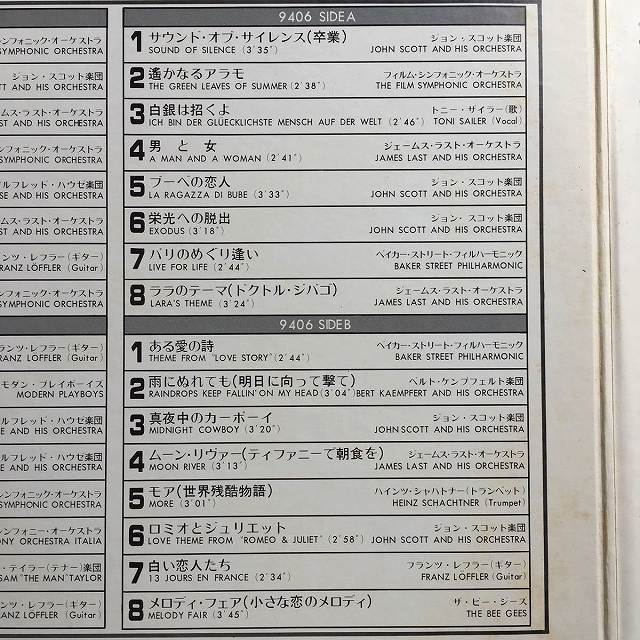 シンフォニック・オーケストラ
SYMPHONIC ORCHESTRA
ジョン・スコット楽団
TT AND HIS ORCHESTRA
ームス・ラスト・オーケストラ
ST AND HIS ORCHESTRA
シンフォニック・オーケストラ
SYMPHONIC ORCHESTRA
ルフレッド・ハウゼ楽団
SE AND HIS ORCHESTRA
ームス・ラスト・オーケストラ
ST AND HIS ORCHESTRA
ンツ・レフラー(ギター)
RANZ LÖFFLER (Guitar)
シンフォニック・オーケストラ
SYMPHONIC ORCHESTRA
ランツ・レフラー(ギター)
RANZ LÖFFLER (Guitar)
モダン・プレイボーイズ
MODERN PLAYBOYS
ルフレッド・ハウゼ楽団
E AND HIS ORCHESTRA
ルフレッド・ハウゼ楽団
E AND HIS ORCHESTRA
シンフォニック・オーケストラ
SYMPHONIC ORCHESTRA
ンフォニー・オーケストラ
ONY ORCHESTRA ITALIA
・テイラー(テナー)楽団
SAM "THE MAN" TAYLOR
ンツ・レフラー(ギター)
RANZ LÖFFLER (Guitar)
9406 SIDE A
1 サウンド・オブ・サイレンス(卒業) ジョン・スコット楽団
SOUND OF SILENCE (3'35") JOHN SCOTT AND HIS ORCHESTRA
2 遙かなるアラモ フィルム・シンフォニック・オーケストラ
THE GREEN LEAVES OF SUMMER (2'38") THE FILM SYMPHONIC ORCHESTRA
3 白銀は招くよ トニー・ザイラー(歌)
ICH BIN DER GLUECKLICHSTE MENSCH AUF DER WELT (2'46") TONI SAILER (Vocal)
4 男と女 ジェームス・ラスト・オーケストラ
A MAN AND A WOMAN (2'41") JAMES LAST AND HIS ORCHESTRA
5 ブーベの恋人 ジョン・スコット楽団
LA RAGAZZA DI BUBE (3'33") JOHN SCOTT AND HIS ORCHESTRA
6 栄光への脱出 ジョン・スコット楽団
EXODUS (3'18") JOHN SCOTT AND HIS ORCHESTRA
7 パリのめぐり逢い ベイカー・ストリート・フィルハーモニック
LIVE FOR LIFE (2'44") BAKER STREET PHILHARMONIC
8 ララのテーマ(ドクトル・ジバゴ) ジェームス・ラスト・オーケストラ
LARA'S THEME (3'24") JAMES LAST AND HIS ORCHESTRA
9406 SIDE B
1 ある愛の詩 ベイカー・ストリート・フィルハーモニック
THEME FROM "LOVE STORY" (2'44") BAKER STREET PHILHARMONIC
2 雨にぬれても(明日に向って撃て) ベルト・ケンプフェルト楽団
RAINDROPS KEEP FALLIN' ON MY HEAD (3'04") BERT KAEMPFERT AND HIS ORCHESTRA
3 真夜中のカーボーイ ジョン・スコット楽団
MIDNIGHT COWBOY (3'20") JOHN SCOTT AND HIS ORCHESTRA
4 ムーン・リヴァー(ティファニーで朝食を) ジェームス・ラスト・オーケストラ
MOON RIVER (3'13") JAMES LAST AND HIS ORCHESTRA
5 モア(世界残酷物語) ハインツ・シャハトナー(トランペット)
MORE (3'01") HEINZ SCHACHTNER (Trumpet)
6 ロミオとジュリエット ジョン・スコット楽団
LOVE THEME FROM "ROMEO & JULIET" (2'58") JOHN SCOTT AND HIS ORCHESTRA
7 白い恋人たち フランツ・レフラー(ギター)
13 JOURS EN FRANCE (2'34") FRANZ LÖFFLER (Guitar)
8 メロディ・フェア(小さな恋のメロディ) ザ・ビー・ジーズ
MELODY FAIR (3'45") THE BEE GEES